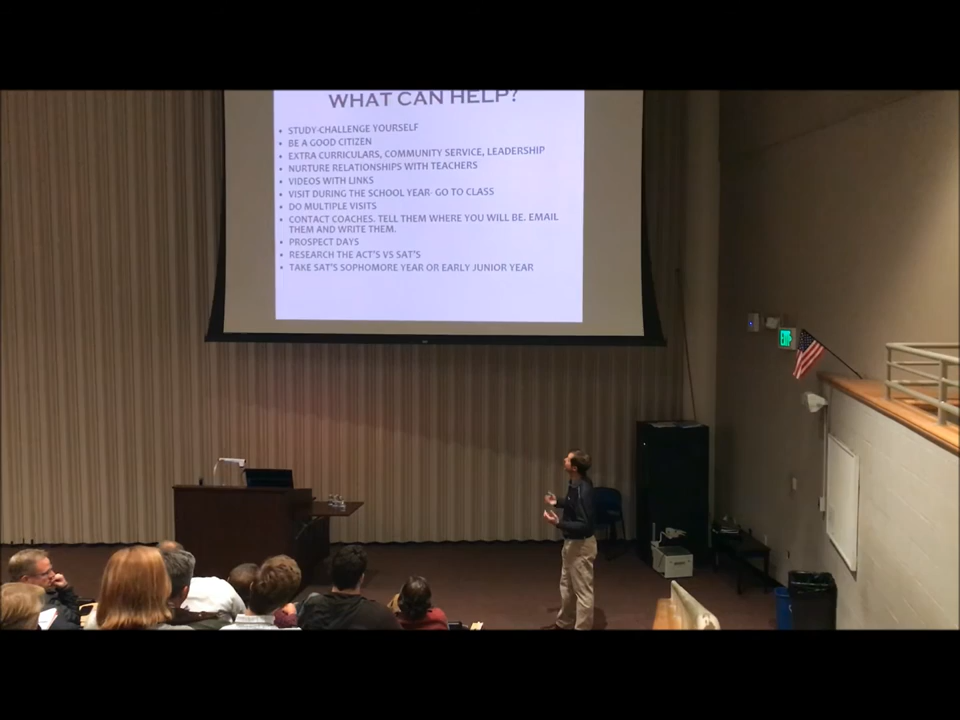 WHAT CAN HELP?
• STUDY-CHALLENGE YOURSELF
• BE A GOOD CITIZEN
• EXTRA CURRICULARS, COMMUNITY SERVICE, LEADERSHIP
• NURTURE RELATIONSHIPS WITH TEACHERS
• VIDEOS WITH LINKS
• VISIT DURING THE SCHOOL YEAR- GO TO CLASS
• DO MULTIPLE VISITS
• CONTACT COACHES. TELL THEM WHERE YOU WILL BE. EMAIL
THEM AND WRITE THEM.
• PROSPECT DAYS
• RESEARCH THE ACT'S VS SAT'S
• TAKE SAT'S SOPHOMORE YEAR OR EARLY JUNIOR YEAR
EXIT